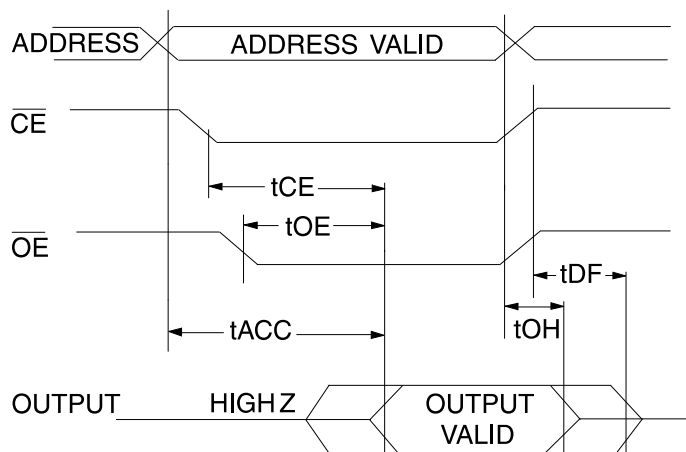 ADDRESS
ADDRESS VALID
CE
tCE
tOE
OE
tDF
tACC
tOH
OUTPUT
HIGH Z
OUTPUT
VALID